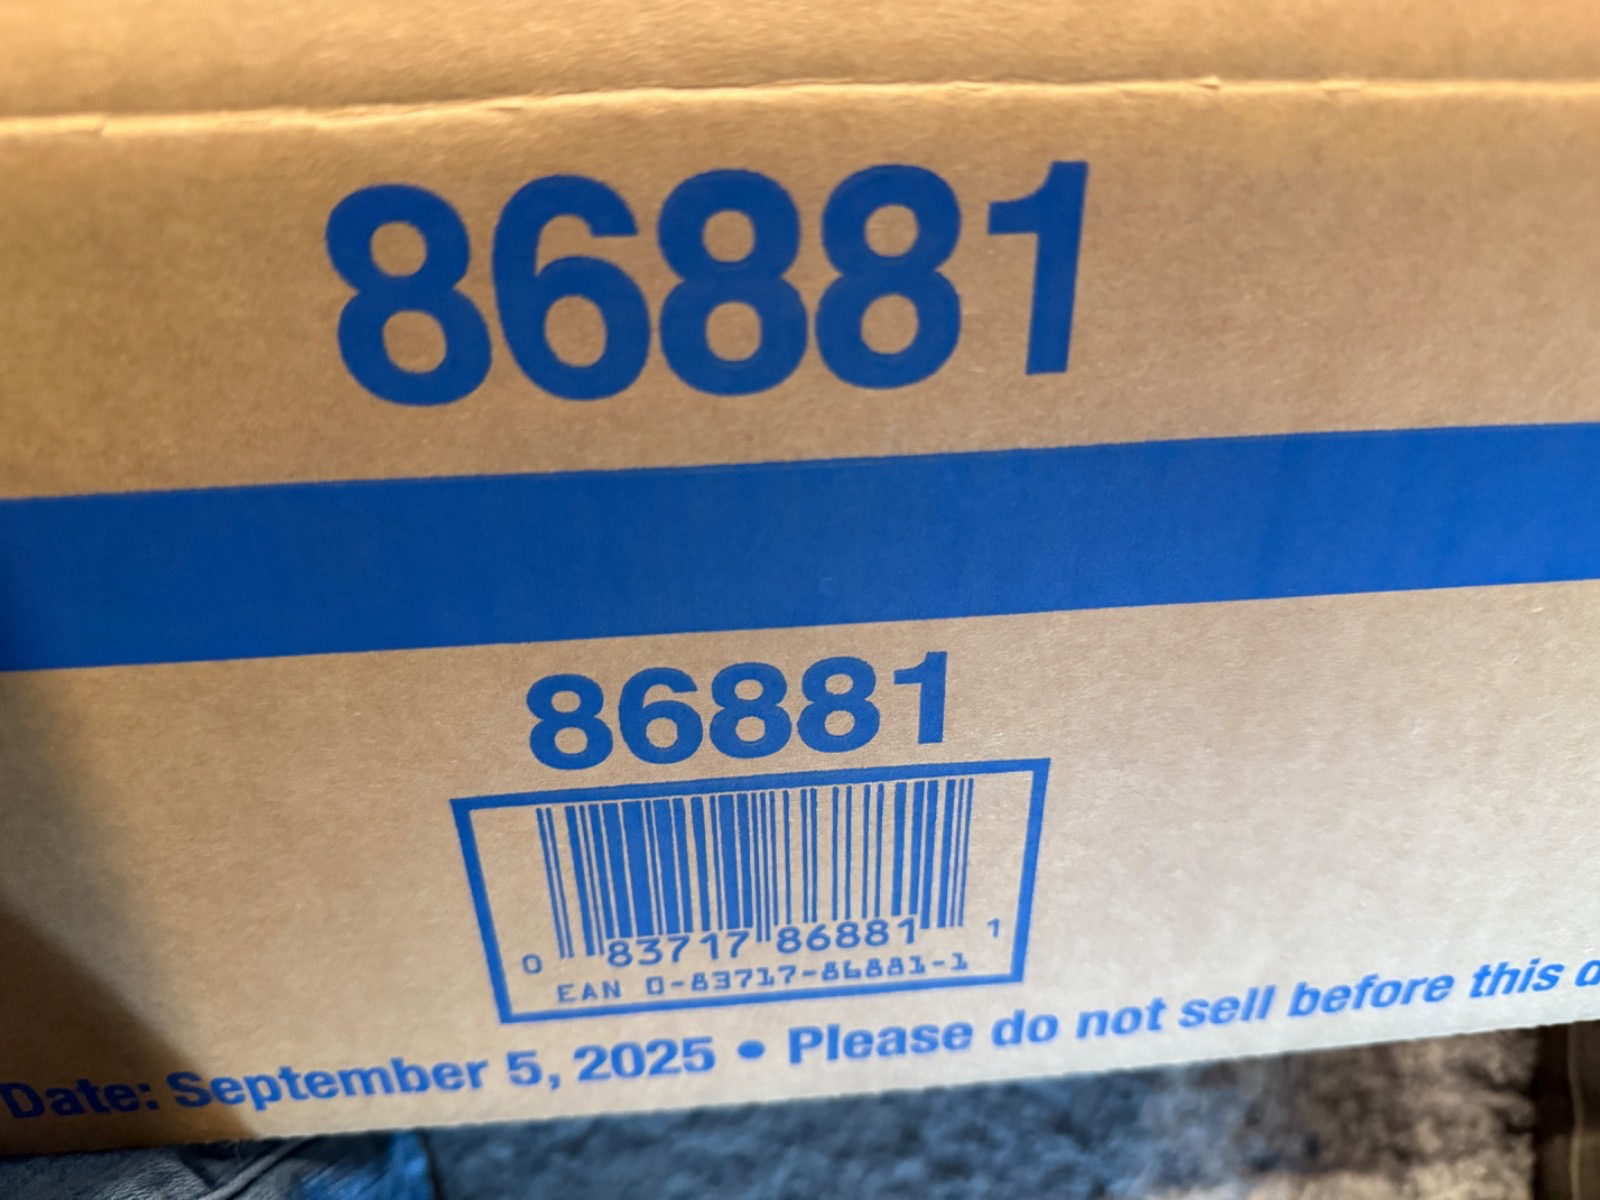 86881
86881
0 83717 86881 1
EAN 0-83717-86881-1
Date: September 5, 2025 • Please do not sell before this